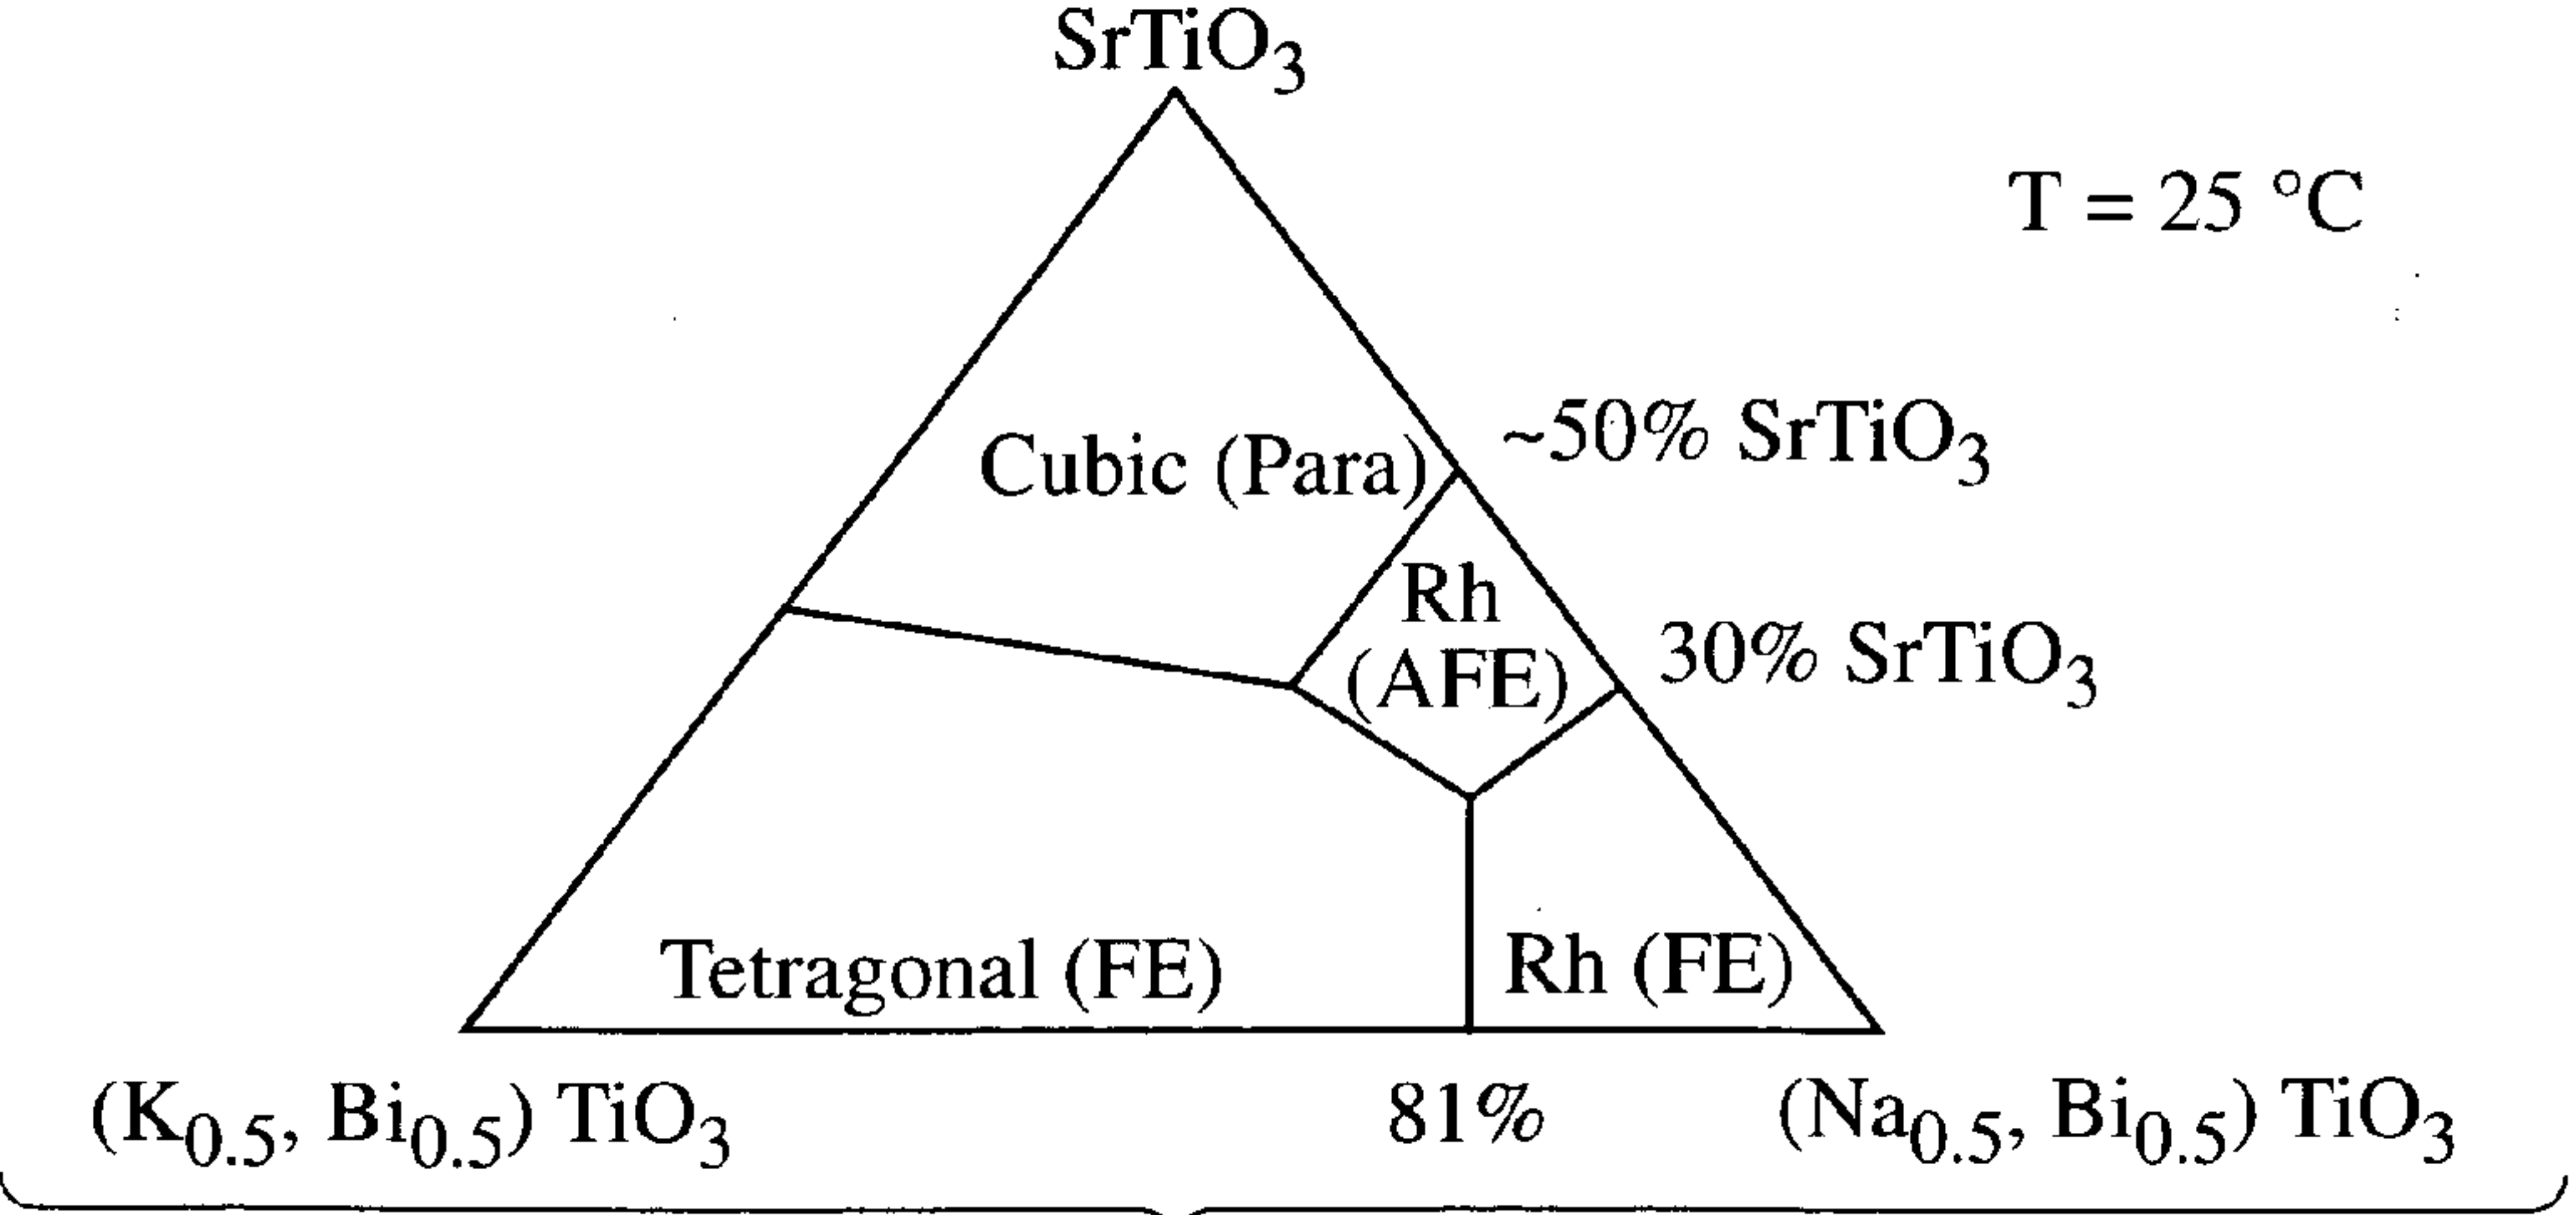 SrTiO₃
T = 25 °C
~50% SrTiO₃
Cubic (Para)
Rh
(AFE)
30% SrTiO₃
Tetragonal (FE)
Rh (FE)
(K₀.₅, Bi₀.₅) TiO₃
81%
(Na₀.₅, Bi₀.₅) TiO₃